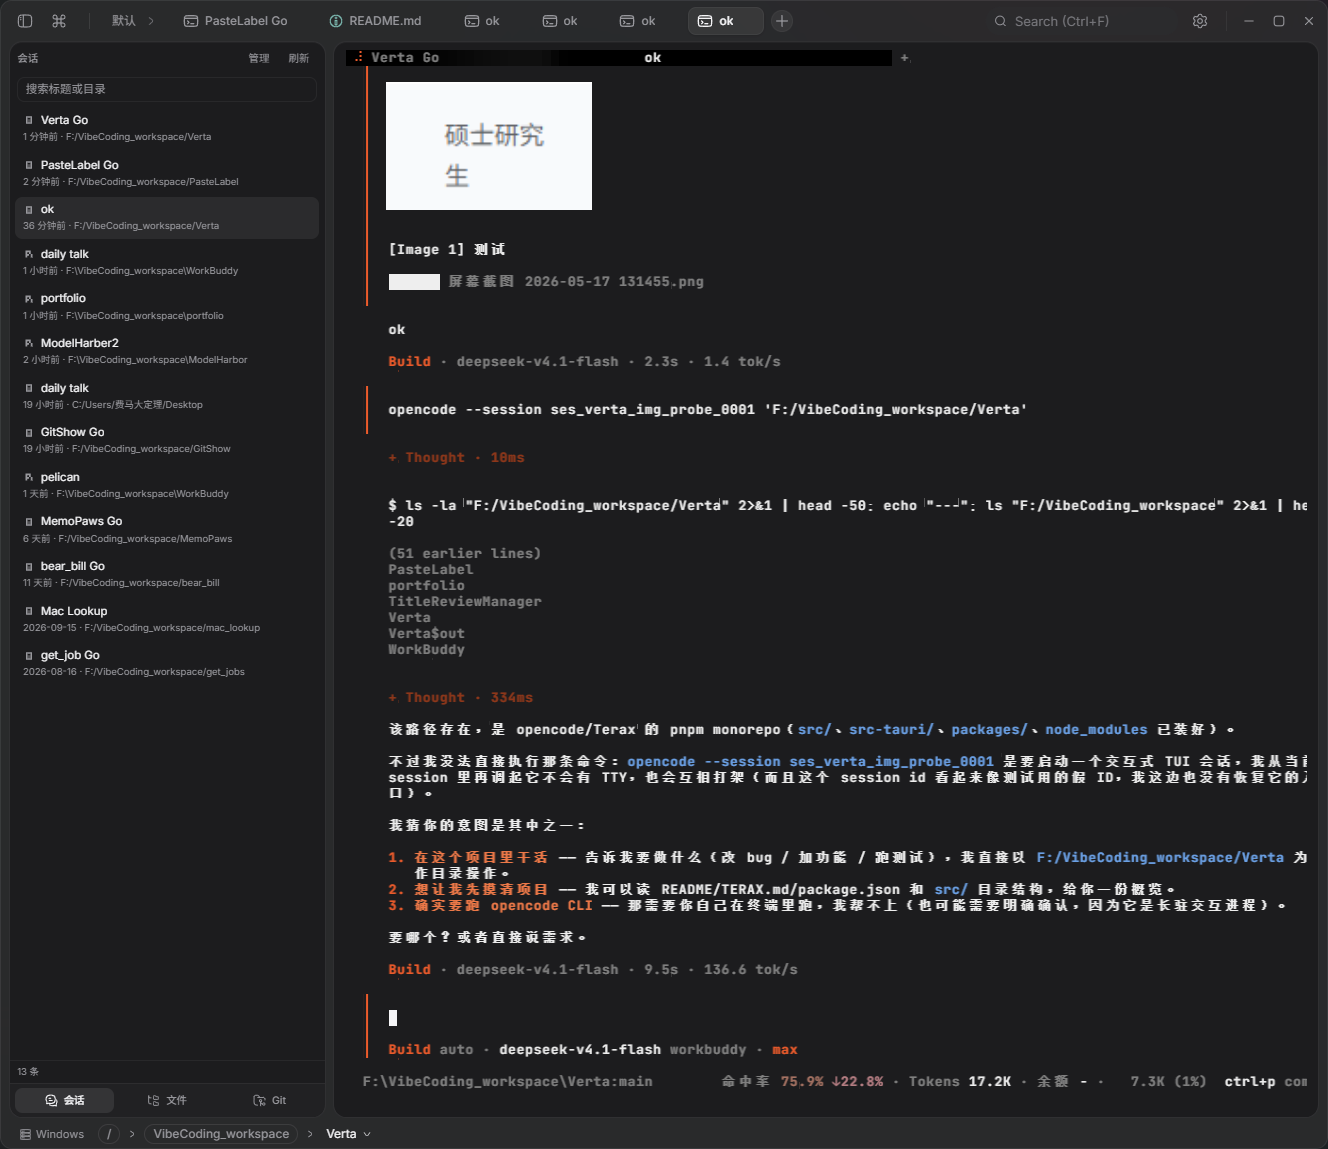 默认
PasteLabel Go
README.md
ok
ok
ok
ok
Search (Ctrl+F)
会话
管理
刷新
搜索标题或目录
Verta Go
1 分钟前 · F:/VibeCoding_workspace/Verta
PasteLabel Go
2 分钟前 · F:/VibeCoding_workspace/PasteLabel
ok
36 分钟前 · F:/VibeCoding_workspace/Verta
daily talk
1 小时前 · F:\VibeCoding_workspace\WorkBuddy
portfolio
1 小时前 · F:\VibeCoding_workspace\portfolio
ModelHarber2
2 小时前 · F:\VibeCoding_workspace\ModelHarbor
daily talk
19 小时前 · C:/Users/费马大定理/Desktop
GitShow Go
19 小时前 · F:/VibeCoding_workspace/GitShow
pelican
1 天前 · F:\VibeCoding_workspace\WorkBuddy
MemoPaws Go
6 天前 · F:/VibeCoding_workspace/MemoPaws
bear_bill Go
11 天前 · F:/VibeCoding_workspace/bear_bill
Mac Lookup
2026-09-15 · F:/VibeCoding_workspace/mac_lookup
get_job Go
2026-08-16 · F:/VibeCoding_workspace/get_jobs
13 条
会话
文件
Git
Verta Go
ok
+
硕士研究
生
[Image 1] 测试
屏幕截图 2026-05-17 131455.png
ok
Build · deepseek-v4.1-flash · 2.3s · 1.4 tok/s
opencode --session ses_verta_img_probe_0001 'F:/VibeCoding_workspace/Verta'
+ Thought · 10ms
$ ls -la "F:/VibeCoding_workspace/Verta" 2>&1 | head -50; echo "---"; ls "F:/VibeCoding_workspace" 2>&1 | he
-20
(51 earlier lines)
PasteLabel
portfolio
TitleReviewManager
Verta
Verta$out
WorkBuddy
+ Thought · 334ms
该路径存在，是 opencode/Terax 的 pnpm monorepo（src/、src-tauri/、packages/、node_modules 已装好）。
不过我没法直接执行那条命令：opencode --session ses_verta_img_probe_0001 是要启动一个交互式 TUI 会话，我从当前
session 里再调起它不会有 TTY，也会互相打架（而且这个 session id 看起来像测试用的假 ID，我这边也没有恢复它的入
口）。
我猜你的意图是其中之一：
1. 在这个项目里干活 —— 告诉我要做什么（改 bug / 加功能 / 跑测试），我直接以 F:/VibeCoding_workspace/Verta 为
作目录操作。
2. 想让我先摸清项目 —— 我可以读 README/TERAX.md/package.json 和 src/ 目录结构，给你一份概览。
3. 确实要跑 opencode CLI —— 那需要你自己在终端里跑，我帮不上（也可能需要明确确认，因为它是长驻交互进程）。
要哪个？或者直接说需求。
Build · deepseek-v4.1-flash · 9.5s · 136.6 tok/s
Build auto · deepseek-v4.1-flash workbuddy · max
F:\VibeCoding_workspace\Verta:main
命中率 75.9% ↓22.8% · Tokens 17.2K · 余额 - · 7.3K (1%) ctrl+p com
Windows
/
VibeCoding_workspace
Verta